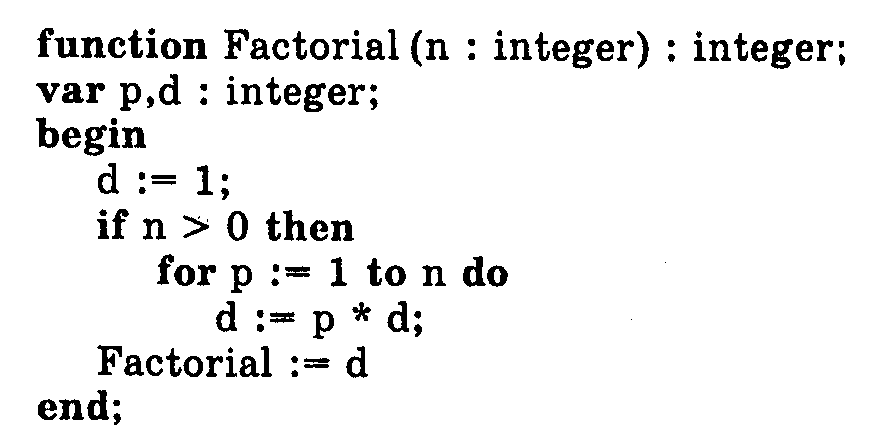 function Factorial (n : integer) : integer;
var p,d : integer;
begin
d := 1;
if n > 0 then
for p := 1 to n do
d := p * d;
Factorial := d
end;